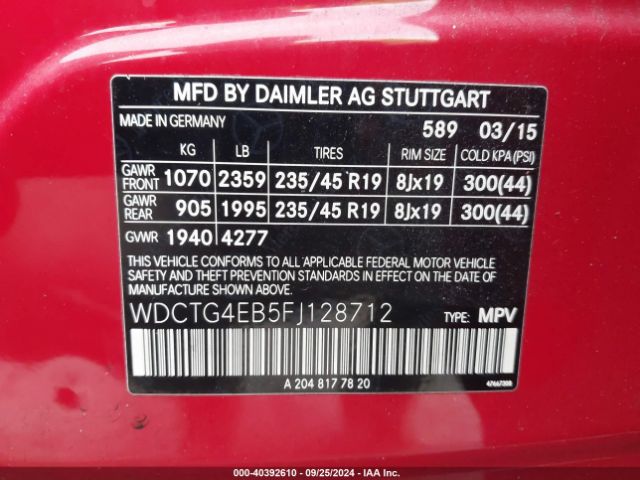 MFD BY DAIMLER AG STUTTGART
MADE IN GERMANY 589 03/15
KG LB TIRES RIM SIZE COLD KPA(PSI)
GAWR FRONT 1070 2359 235/45 R19 8Jx19 300(44)
GAWR REAR 905 1995 235/45 R19 8Jx19 300(44)
GVWR 1940 4277
THIS VEHICLE CONFORMS TO ALL APPLICABLE FEDERAL MOTOR VEHICLE
SAFETY AND THEFT PREVENTION STANDARDS IN EFFECT ON THE DATE OF
MANUFACTURE SHOWN ABOVE.
WDCTG4EB5FJ128712 TYPE: MPV
A 204 817 78 20
000-40392610 - 09/25/2024 - IAA Inc.